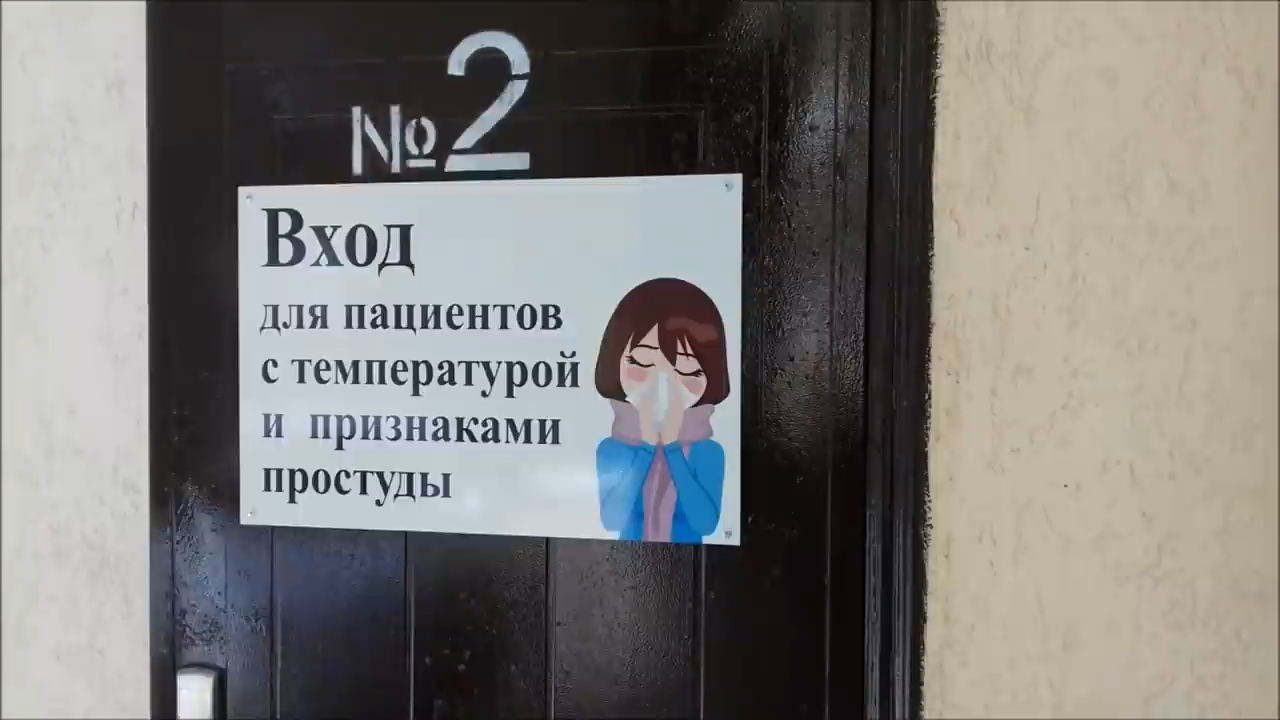 №2
Вход
для пациентов
с температурой
и признаками
простуды